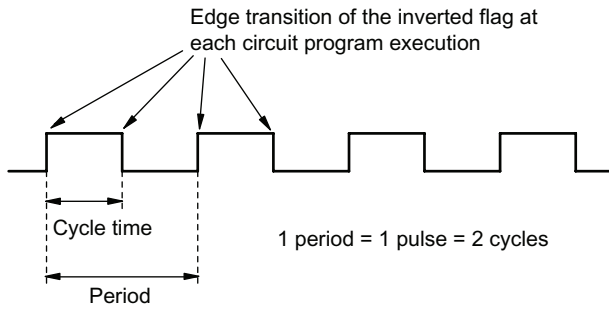 Edge transition of the inverted flag at
each circuit program execution
Cycle time
1 period = 1 pulse = 2 cycles
Period